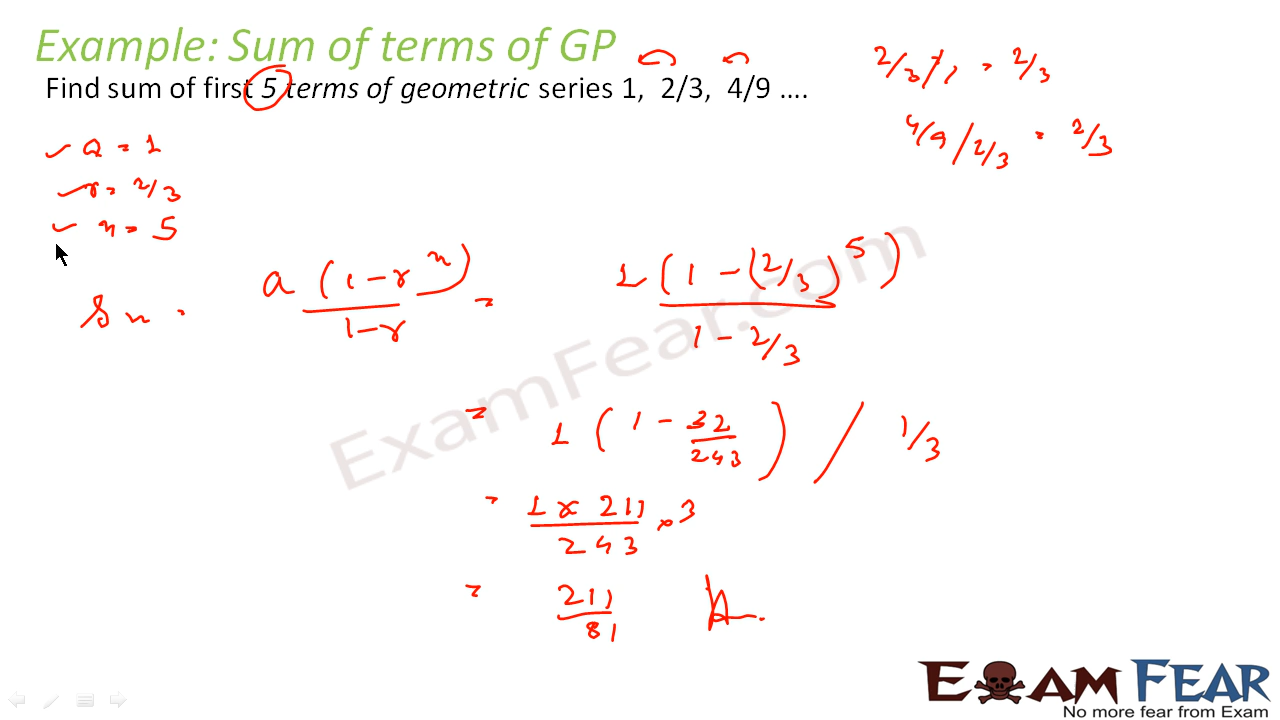 Example: Sum of terms of GP
Find sum of first 5 terms of geometric series 1, 2/3, 4/9 ....
2/3 / 1 = 2/3
4/9 / 2/3 = 2/3
a = 1
r = 2/3
n = 5
Sn = a (1 - r^n) / 1 - r = 1 (1 - (2/3)^5) / 1 - 2/3
= 1 (1 - 32/243) / 1/3
= 1 x 211 / 243 x 3
= 211/81
ExamFear.com
EXAM FEAR
No more fear from Exam